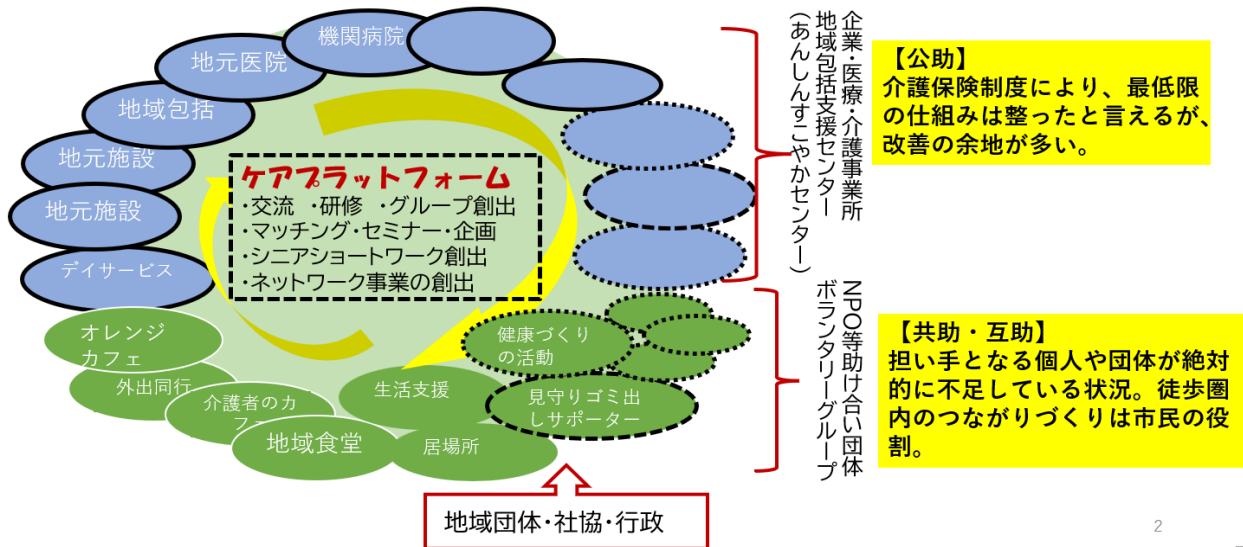 機関病院
地元医院
地域包括
地元施設
地元施設
デイサービス
ケアプラットフォーム
・交流 ・研修 ・グループ創出
・マッチング・セミナー・企画
・シニアショートワーク創出
・ネットワーク事業の創出
オレンジ
カフェ
外出同行
介護者のカ
フェ
地域食堂
生活支援
居場所
健康づくり
の活動
見守りゴミ出
しサポーター
地域団体・社協・行政
企業・医療・介護事業所
地域包括支援センター
(あんしんすこやかセンター)
【公助】
介護保険制度により、最低限
の仕組みは整ったと言えるが、
改善の余地が多い。
NPO等助け合い団体
ボランタリーグループ
【共助・互助】
担い手となる個人や団体が絶対
的に不足している状況。徒歩圏
内のつながりづくりは市民の役
割。
2